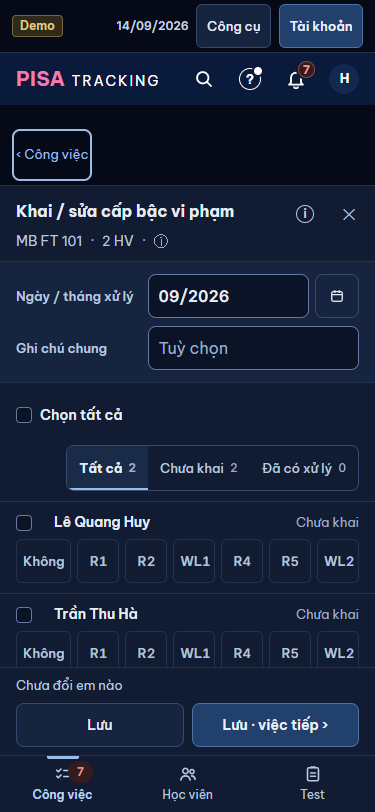 Demo 14/09/2026 Công cụ Tài khoản
PISA TRACKING ? 7 H
‹ Công việc
Khai / sửa cấp bậc vi phạm
MB FT 101 · 2 HV ·
Ngày / tháng xử lý 09/2026
Ghi chú chung Tuỳ chọn
Chọn tất cả
Tất cả 2 Chưa khai 2 Đã có xử lý 0
Lê Quang Huy Chưa khai
Không R1 R2 WL1 R4 R5 WL2
Trần Thu Hà Chưa khai
Không R1 R2 WL1 R4 R5 WL2
Chưa đổi em nào
Lưu Lưu · việc tiếp ›
7
Công việc Học viên Test